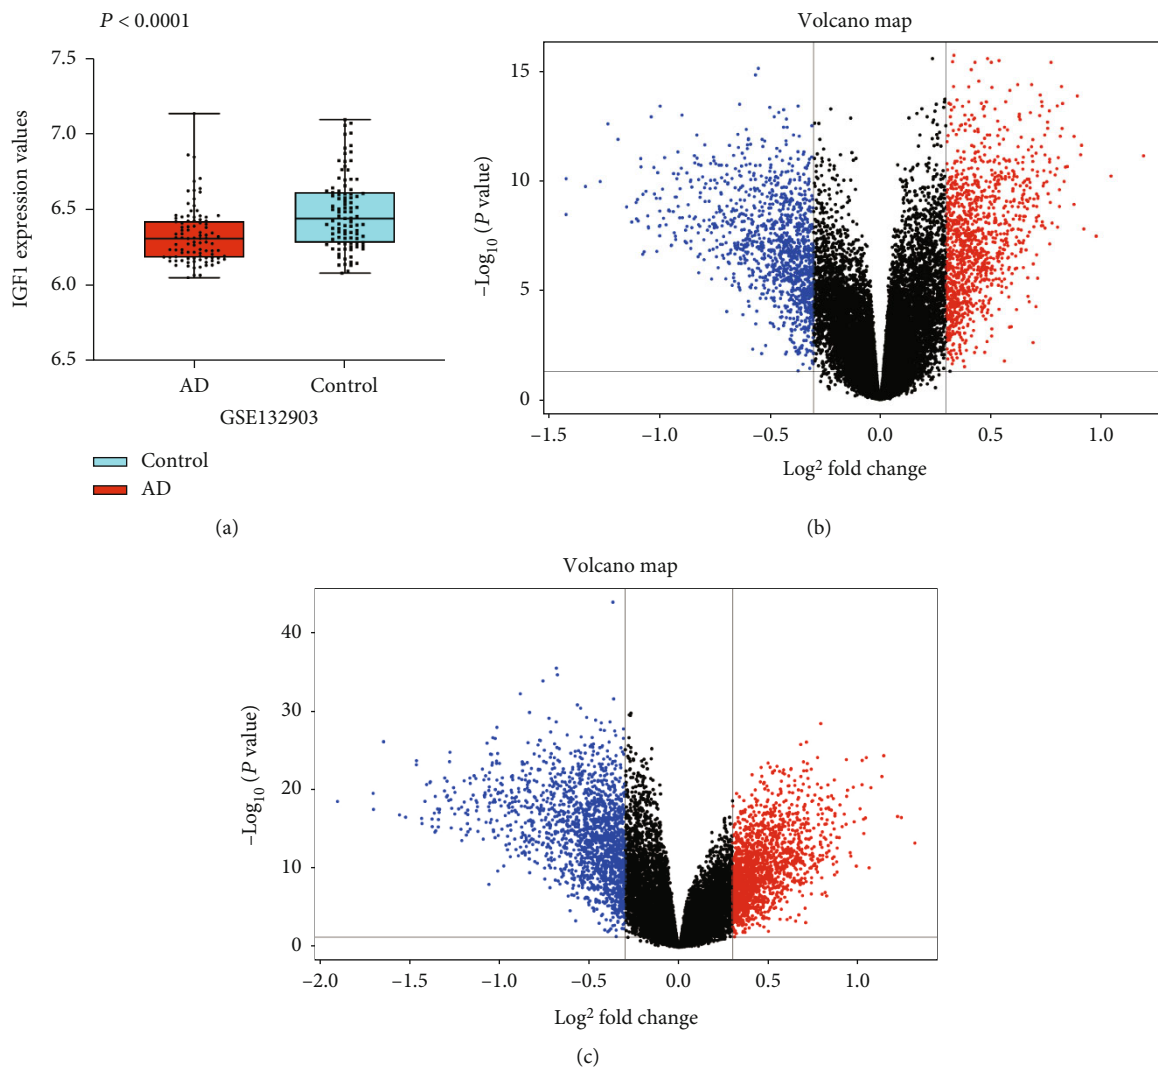 P < 0.0001
7.5
7.0
6.5
6.0
6.5
IGF1 expression values
AD
Control
GSE132903
Control
AD
(a)
Volcano map
15
10
5
0
–Log10 (P value)
–1.5
–1.0
–0.5
0.0
0.5
1.0
Log2 fold change
(b)
Volcano map
40
30
20
10
0
–Log10 (P value)
–2.0
–1.5
–1.0
–0.5
0.0
0.5
1.0
Log2 fold change
(c)